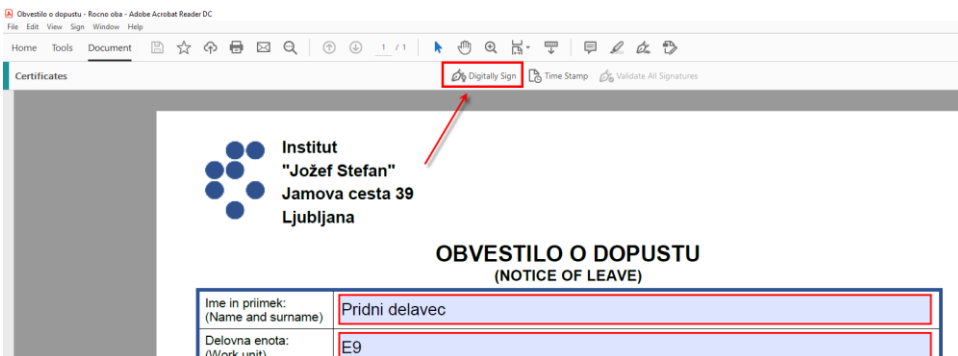 Obvestilo o dopustu - Rocno oba - Adobe Acrobat Reader DC
File Edit View Sign Window Help
Home Tools Document 1 / 1
Certificates Digitally Sign Time Stamp Validate All Signatures
Institut
"Jožef Stefan"
Jamova cesta 39
Ljubljana
OBVESTILO O DOPUSTU
(NOTICE OF LEAVE)
Ime in priimek:
(Name and surname)
Pridni delavec
Delovna enota:
(Work unit)
E9